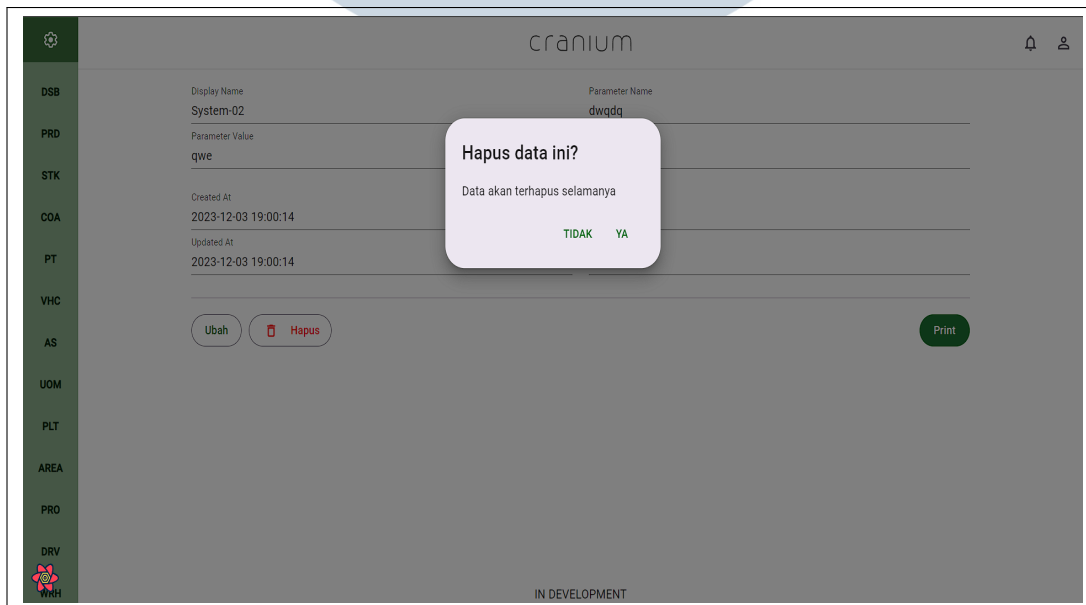 cranium
DSB
PRD
STK
COA
PT
VHC
AS
UOM
PLT
AREA
PRO
DRV
WRH
Display Name
System-02
Parameter Name
dwqdq
Parameter Value
qwe
Created At
2023-12-03 19:00:14
Updated At
2023-12-03 19:00:14
Hapus data ini?
Data akan terhapus selamanya
TIDAK YA
Ubah Hapus Print
IN DEVELOPMENT